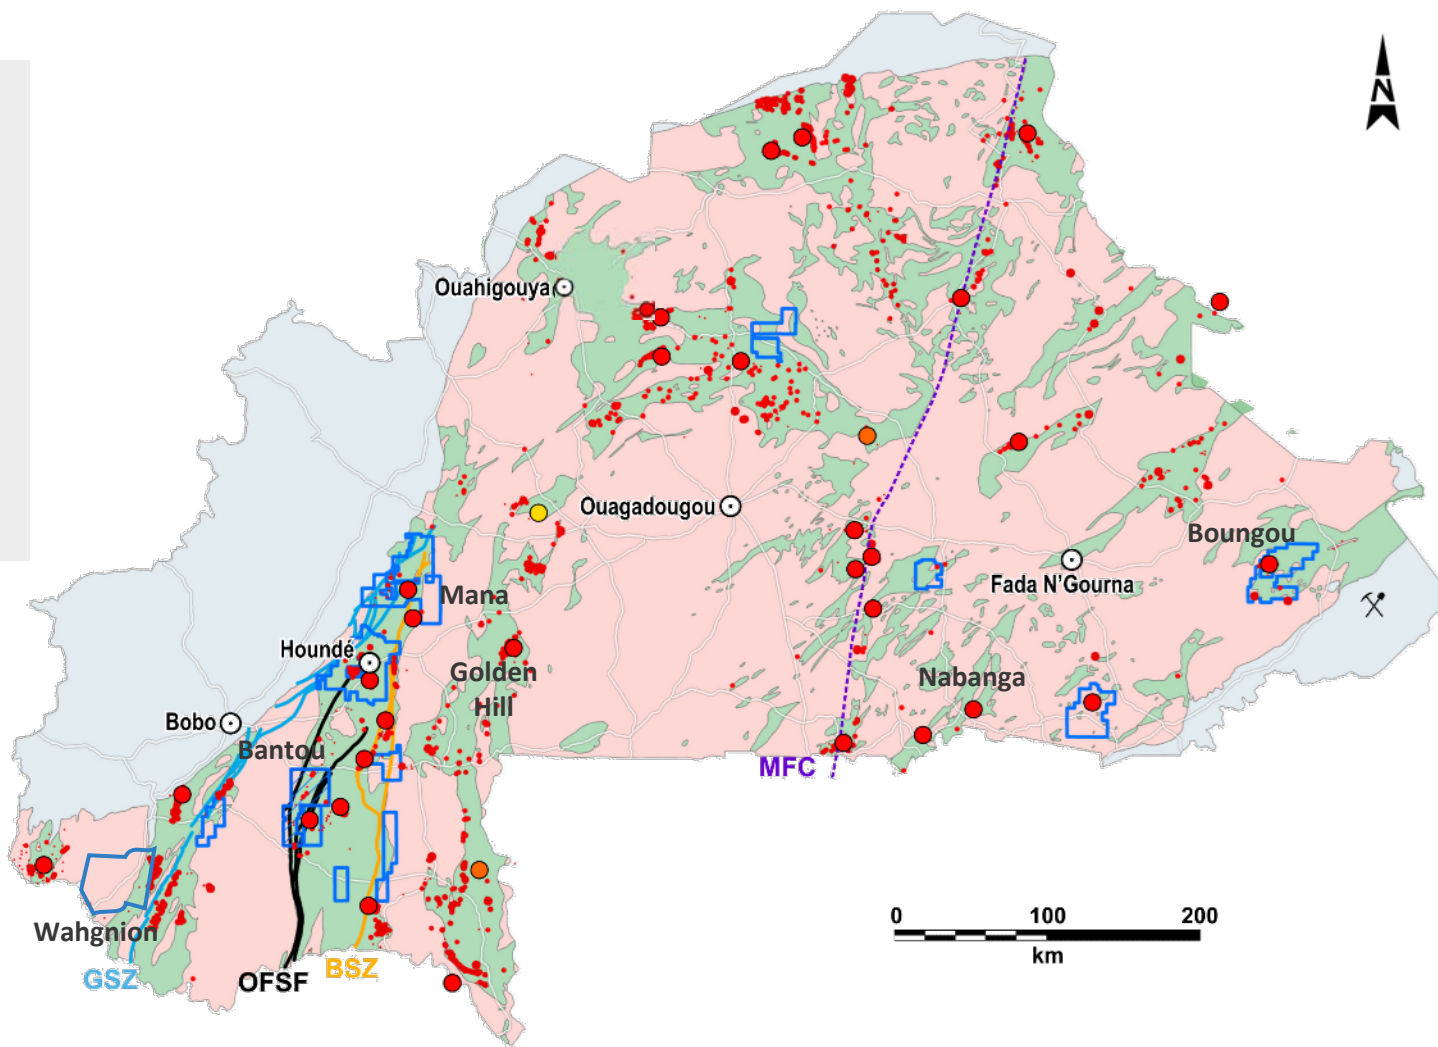 N
Ouahigouya
Ouagadougou
Boungou
Fada N'Gourna
Mana
Houndé
Golden
Hill
Nabanga
Bobo
Bantou
MFC
Wahgnion
GSZ
OFSF
BSZ
0 100 200
km